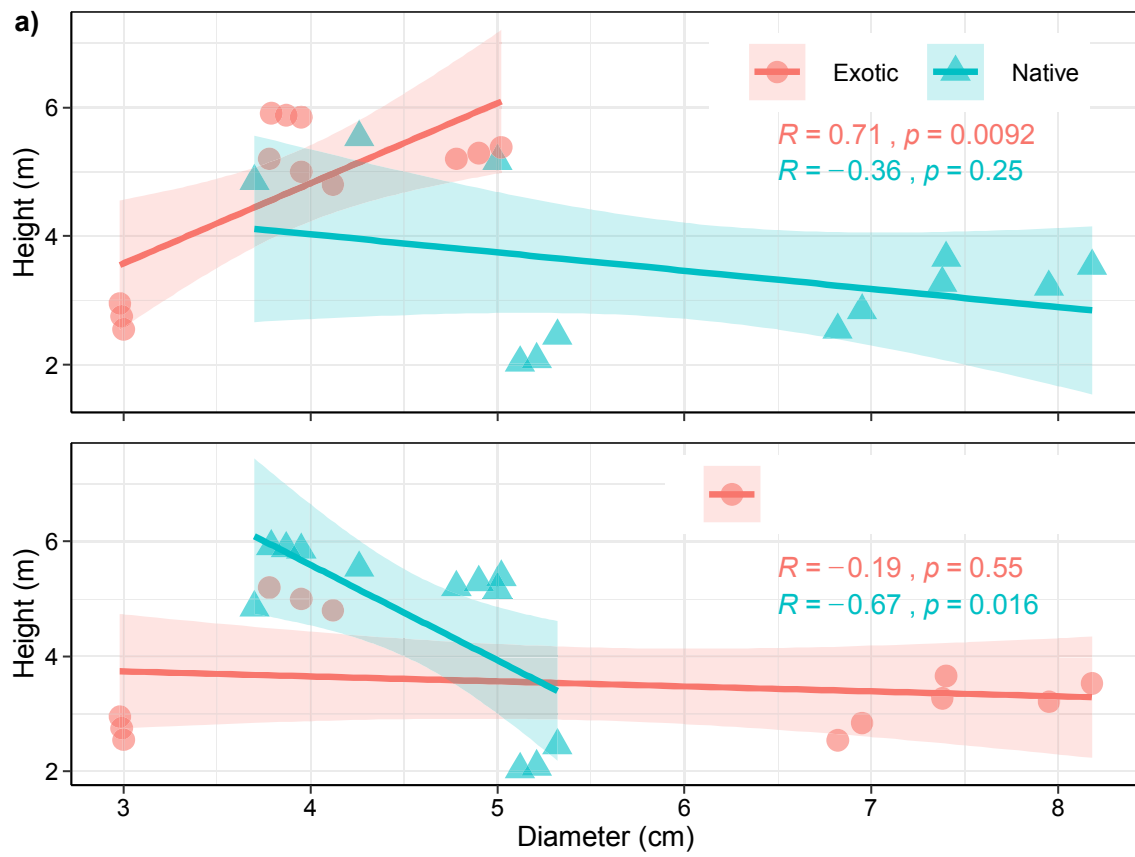 a)
Exotic Native
R = 0.71 , p = 0.0092
R = −0.36 , p = 0.25
Height (m)
6
4
2
R = −0.19 , p = 0.55
R = −0.67 , p = 0.016
Height (m)
6
4
2
3 4 5 6 7 8
Diameter (cm)